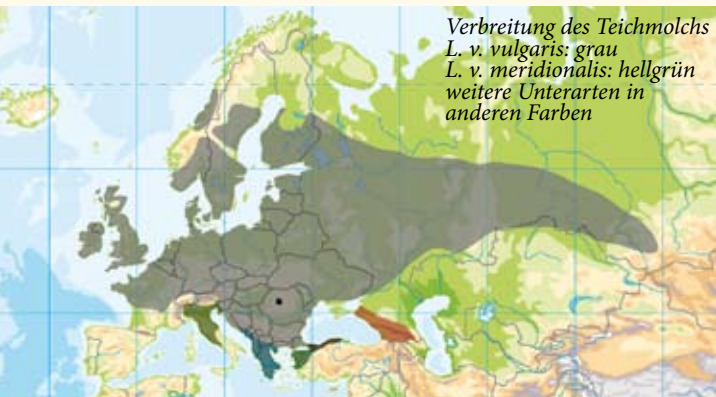 Verbreitung des Teichmolchs
L. v. vulgaris: grau
L. v. meridionalis: hellgrün
weitere Unterarten in
anderen Farben